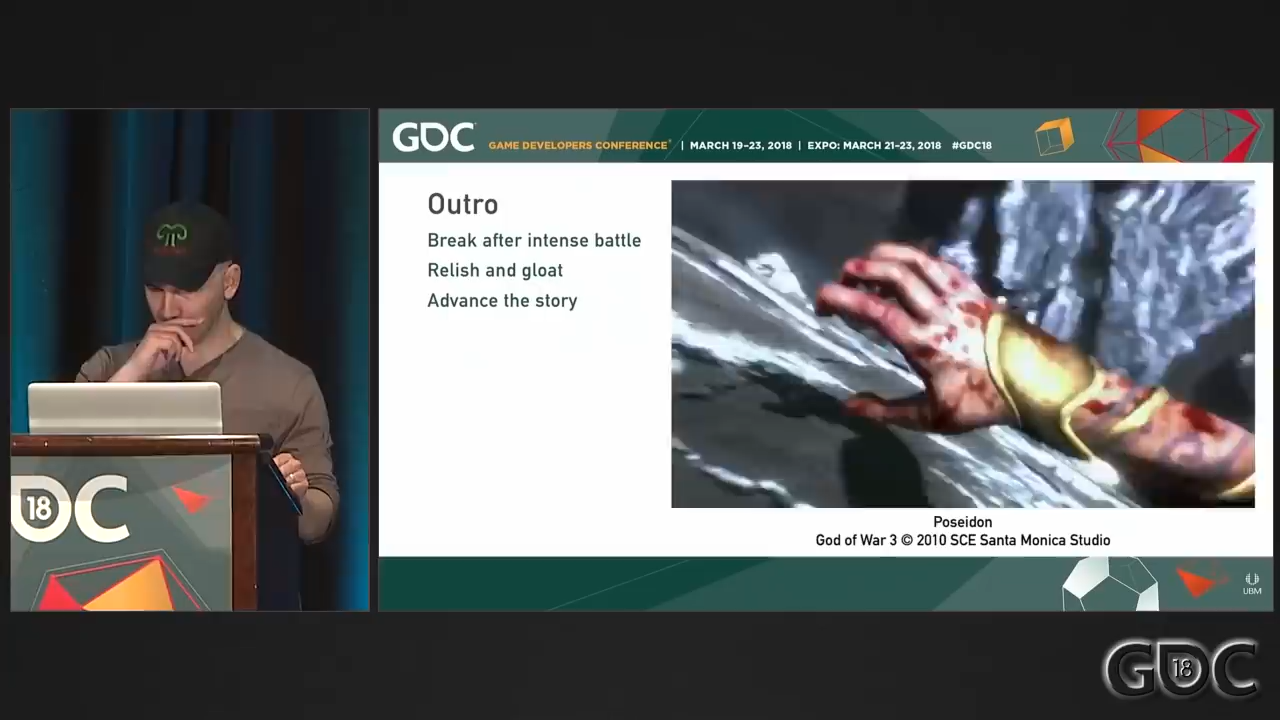 GDC
GAME DEVELOPERS CONFERENCE® | MARCH 19–23, 2018 | EXPO: MARCH 21–23, 2018 #GDC18
Outro
Break after intense battle
Relish and gloat
Advance the story
Poseidon
God of War 3 © 2010 SCE Santa Monica Studio
UBM
18
DC
GDC
18